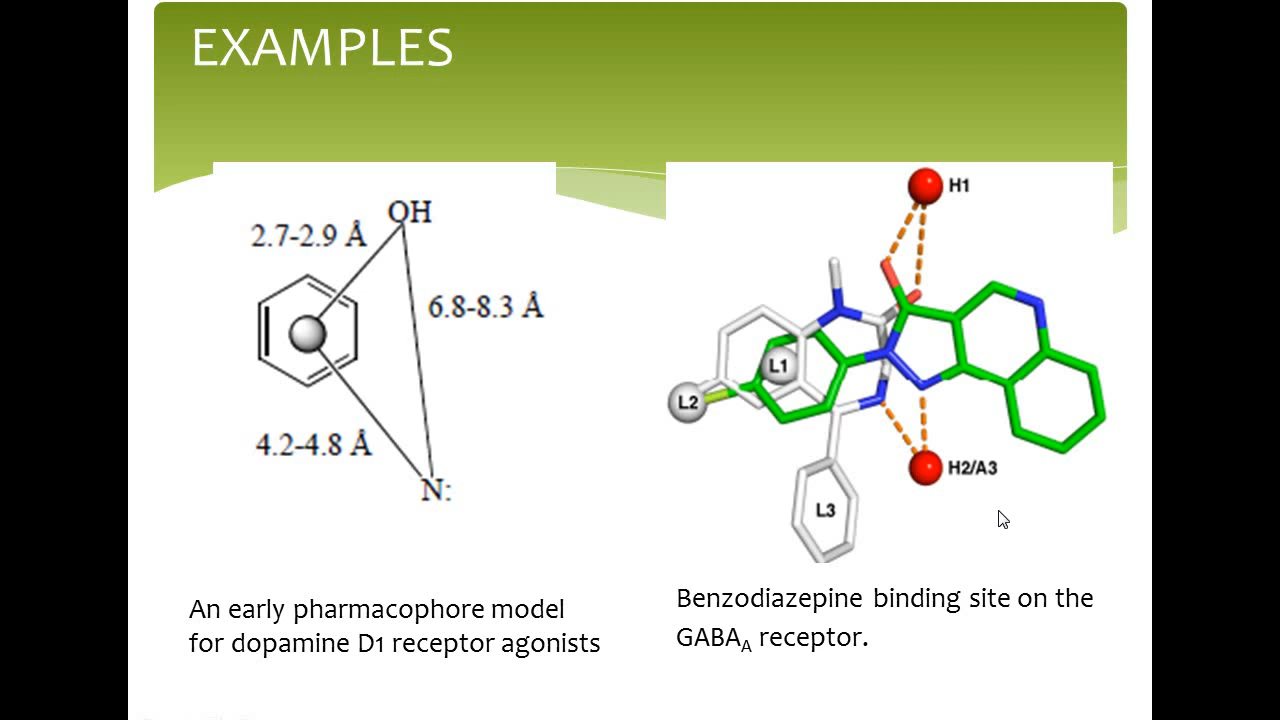 EXAMPLES
OH
2.7-2.9 Å
6.8-8.3 Å
4.2-4.8 Å
N:
An early pharmacophore model
for dopamine D1 receptor agonists
H1
L1
L2
H2/A3
L3
Benzodiazepine binding site on the
GABAA receptor.